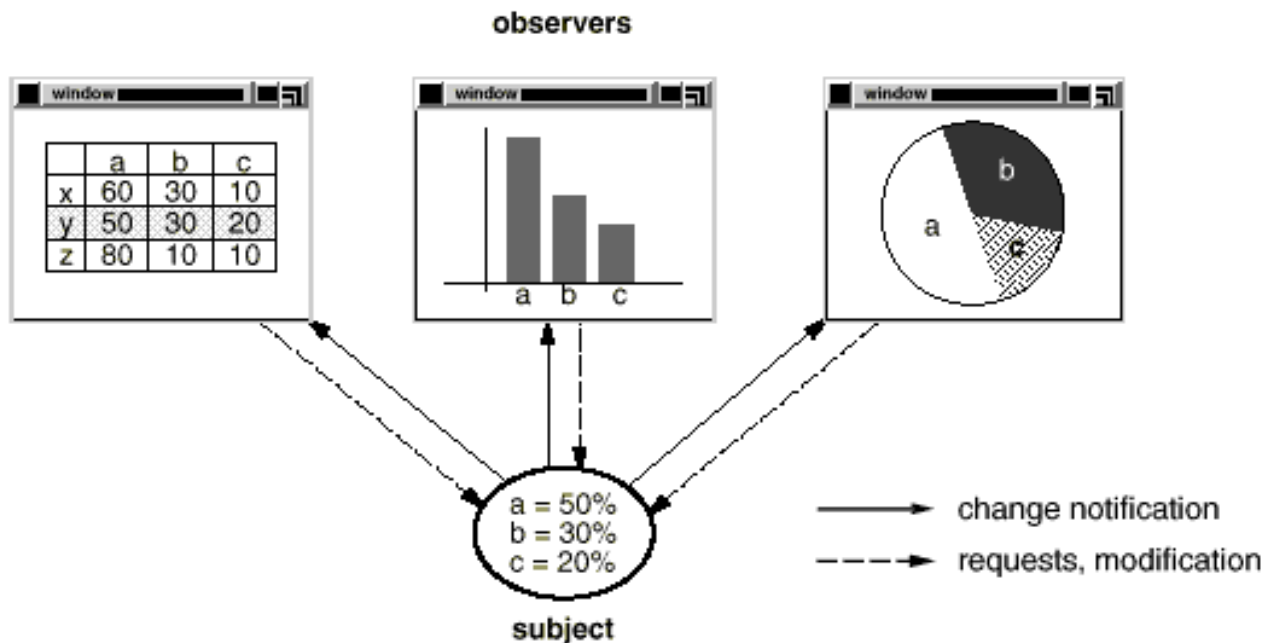 observers
window
window
window
a b c
x 60 30 10
y 50 30 20
z 80 10 10
a b c
a
b
c
a = 50%
b = 30%
c = 20%
subject
change notification
requests, modification